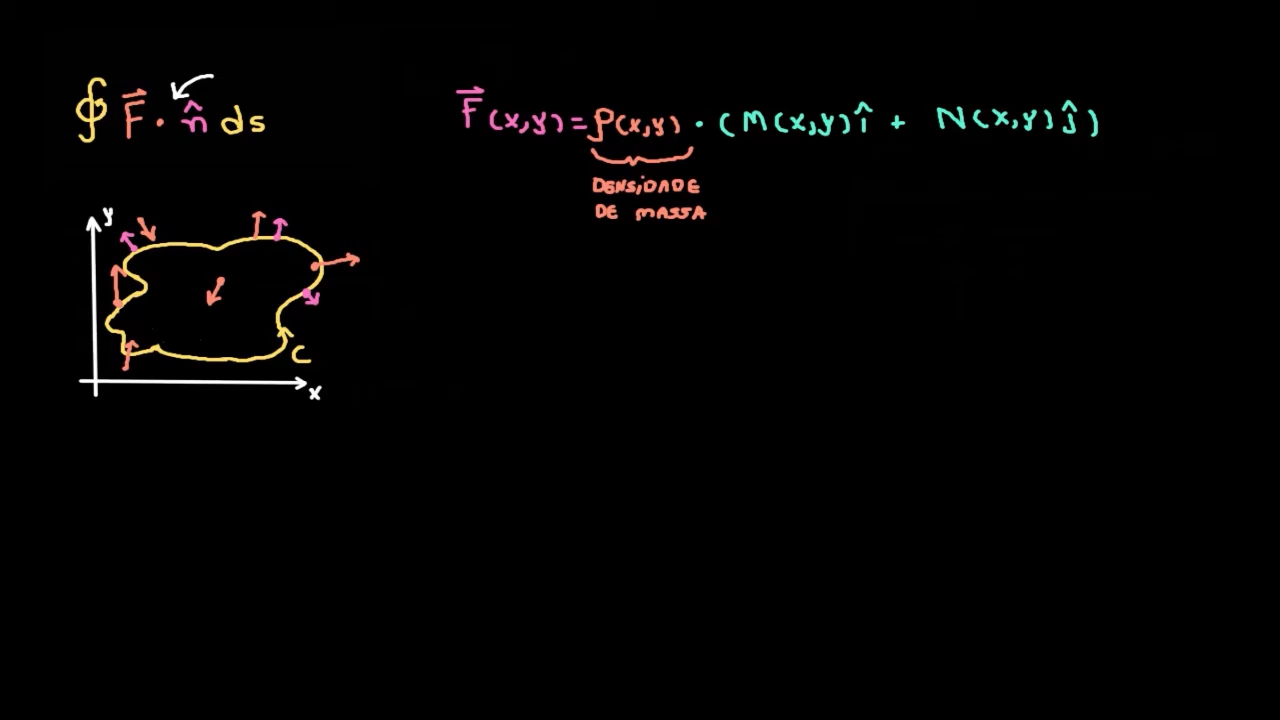 ∮ F⃗ · n̂ ds
F⃗(x,y) = ρ(x,y) · (M(x,y)î + N(x,y)ĵ)
DENSIDADE
DE MASSA
y
C
x